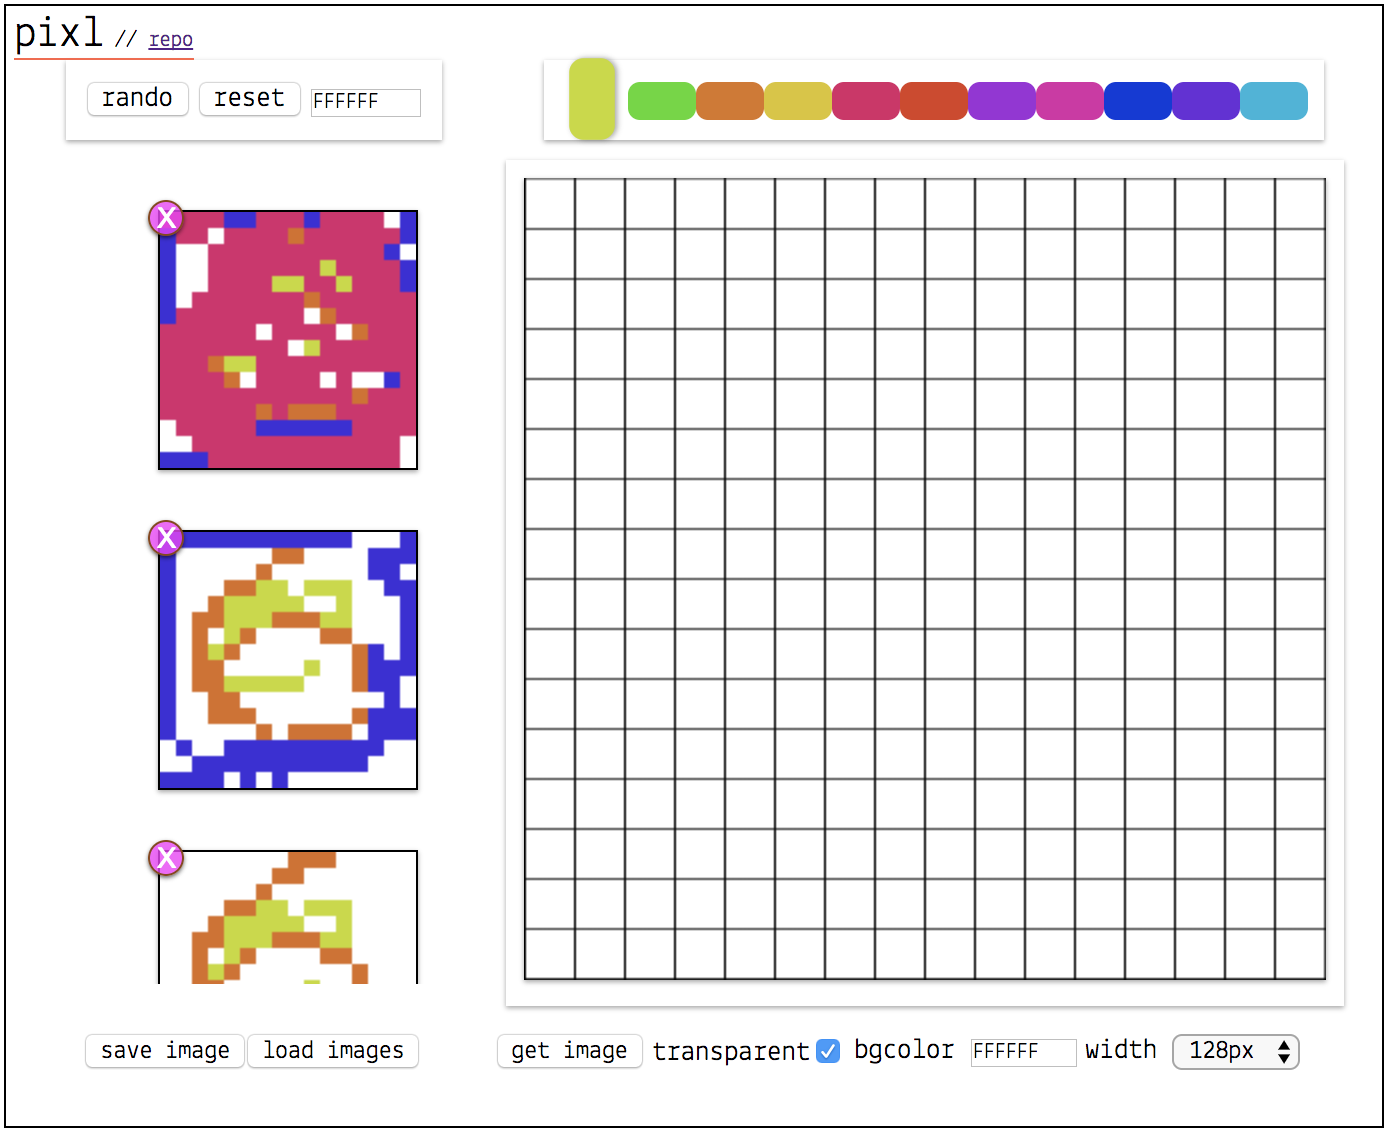 pixl // repo
rando reset FFFFFF
X
X
X
save image load images get image transparent bgcolor FFFFFF width 128px